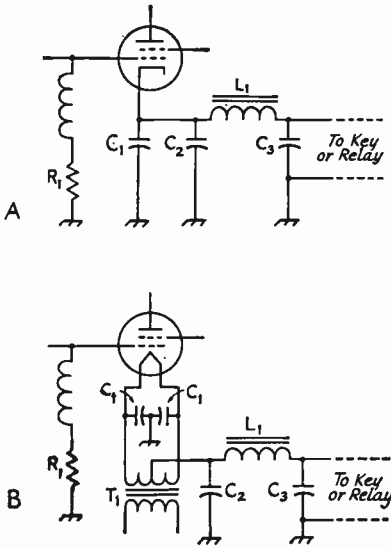 L1
C1
C2
C3
To Key
or Relay
R1
A
C1
C1
L1
R1
T1
C2
C3
To Key
or Relay
B